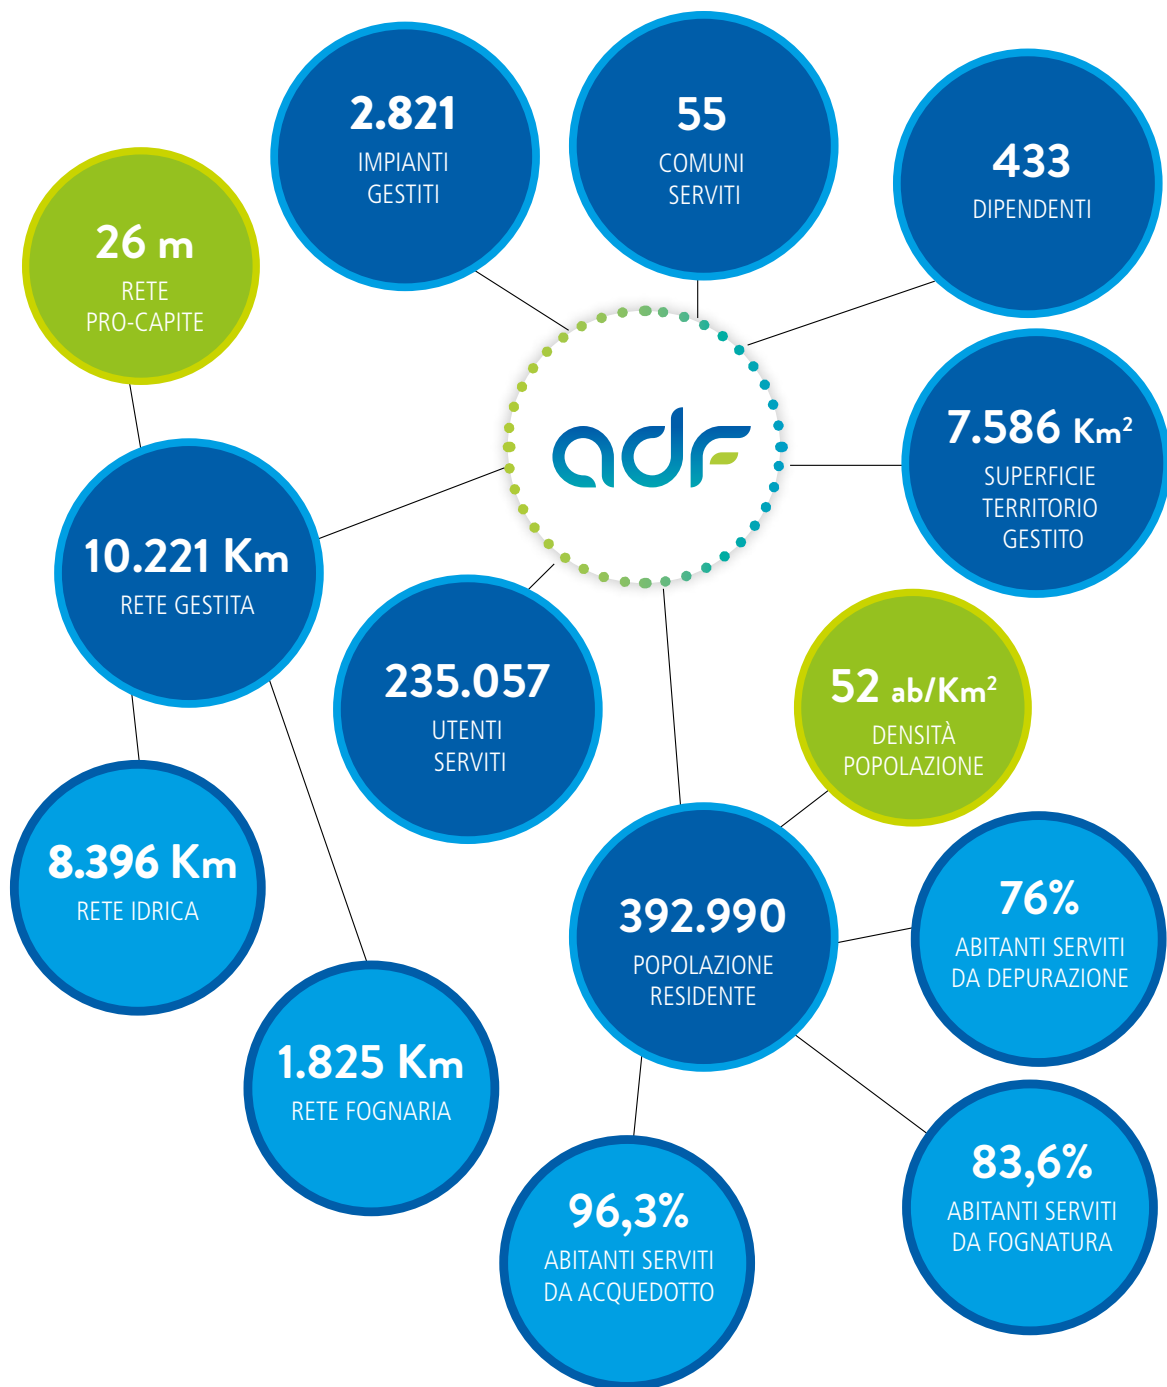 2.821
IMPIANTI
GESTITI
55
COMUNI
SERVITI
433
DIPENDENTI
26 m
RETE
PRO-CAPITE
adf
7.586 Km²
SUPERFICIE
TERRITORIO
GESTITO
10.221 Km
RETE GESTITA
235.057
UTENTI
SERVITI
52 ab/Km²
DENSITÀ
POPOLAZIONE
8.396 Km
RETE IDRICA
392.990
POPOLAZIONE
RESIDENTE
76%
ABITANTI SERVITI
DA DEPURAZIONE
1.825 Km
RETE FOGNARIA
83,6%
ABITANTI SERVITI
DA FOGNATURA
96,3%
ABITANTI SERVITI
DA ACQUEDOTTO